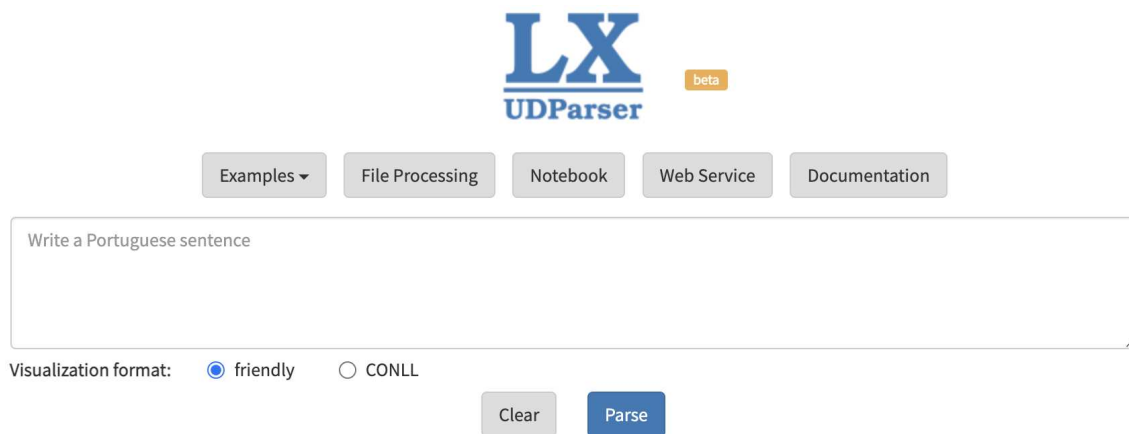 LX
UDParser
beta
Examples File Processing Notebook Web Service Documentation
Write a Portuguese sentence
Visualization format: friendly CONLL
Clear Parse